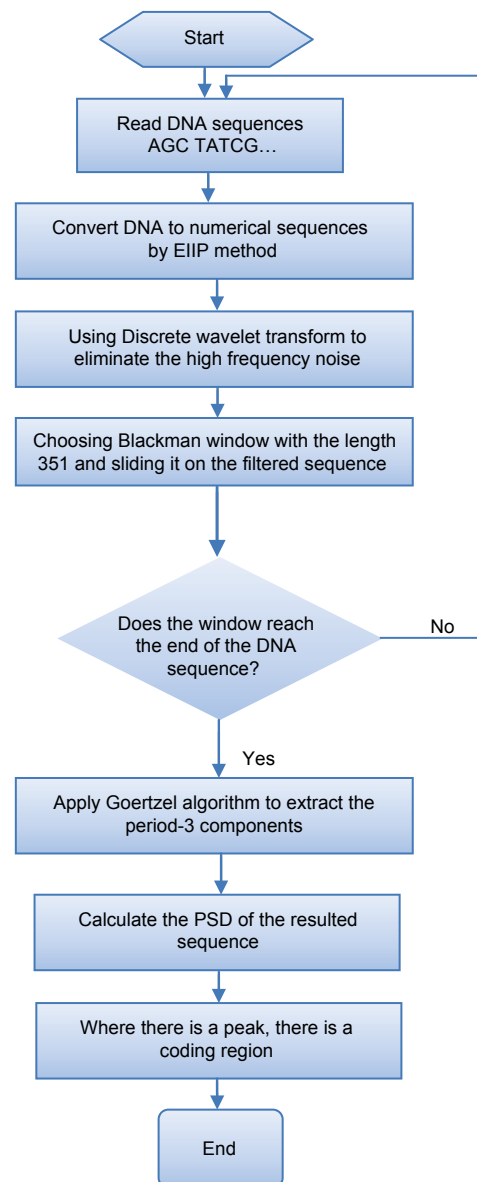 Start
Read DNA sequences
AGC TATCG…
Convert DNA to numerical sequences
by EIIP method
Using Discrete wavelet transform to
eliminate the high frequency noise
Choosing Blackman window with the length
351 and sliding it on the filtered sequence
Does the window reach
the end of the DNA
sequence?
No
Yes
Apply Goertzel algorithm to extract the
period-3 components
Calculate the PSD of the resulted
sequence
Where there is a peak, there is a
coding region
End